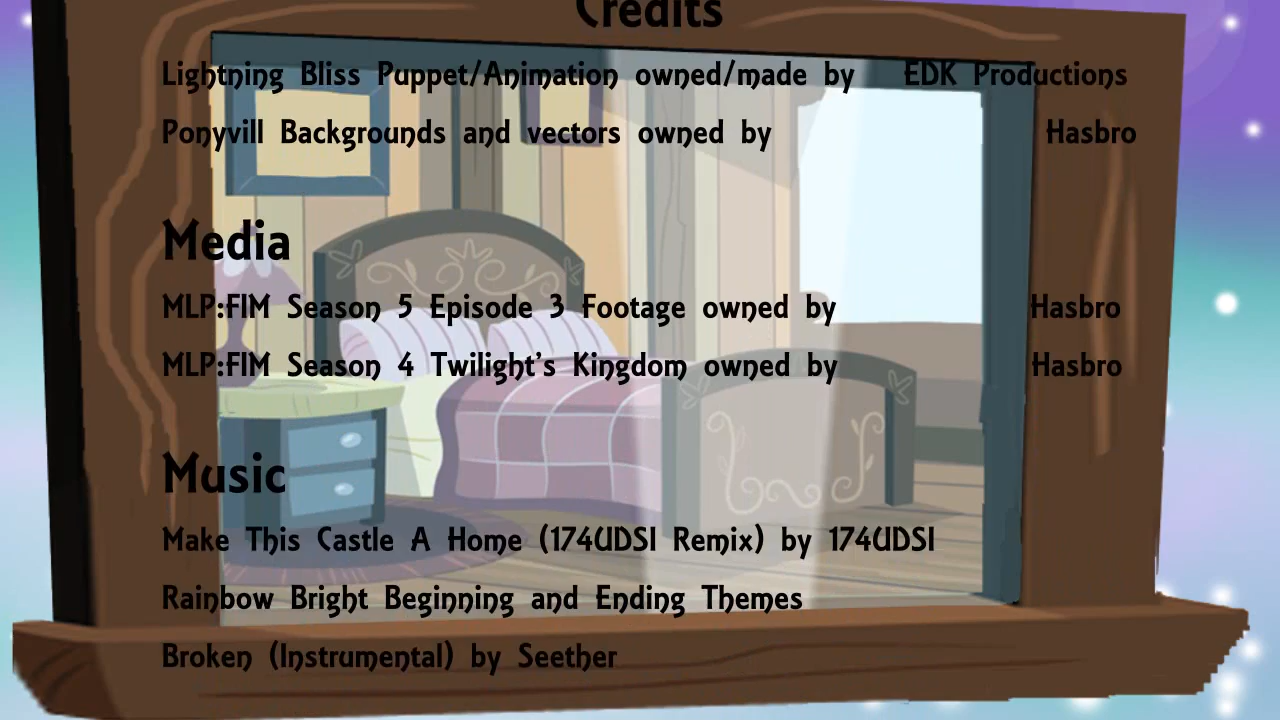 Credits
Lightning Bliss Puppet/Animation owned/made by EDK Productions
Ponyvill Backgrounds and vectors owned by Hasbro
Media
MLP:FIM Season 5 Episode 3 Footage owned by Hasbro
MLP:FIM Season 4 Twilight's Kingdom owned by Hasbro
Music
Make This Castle A Home (174UDSI Remix) by 174UDSI
Rainbow Bright Beginning and Ending Themes
Broken (Instrumental) by Seether